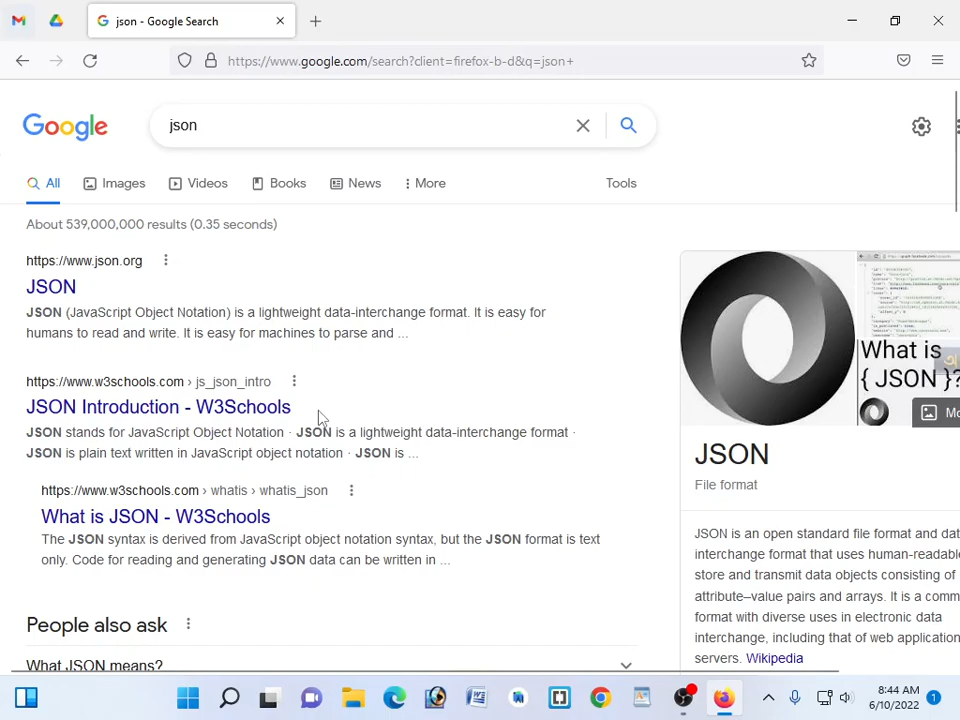 json - Google Search
https://www.google.com/search?client=firefox-b-d&q=json+
Google
json
All
Images
Videos
Books
News
More
Tools
About 539,000,000 results (0.35 seconds)
https://www.json.org
JSON
JSON (JavaScript Object Notation) is a lightweight data-interchange format. It is easy for
humans to read and write. It is easy for machines to parse and ...
https://www.w3schools.com › js_json_intro
JSON Introduction - W3Schools
JSON stands for JavaScript Object Notation · JSON is a lightweight data-interchange format ·
JSON is plain text written in JavaScript object notation · JSON is ...
https://www.w3schools.com › whatis › whatis_json
What is JSON - W3Schools
The JSON syntax is derived from JavaScript object notation syntax, but the JSON format is text
only. Code for reading and generating JSON data can be written in ...
People also ask
What JSON means?
What is
{ JSON }?
Mo
JSON
File format
JSON is an open standard file format and dat
interchange format that uses human-readable
store and transmit data objects consisting of
attribute–value pairs and arrays. It is a comm
format with diverse uses in electronic data
interchange, including that of web application
servers. Wikipedia
8:44 AM
6/10/2022
1